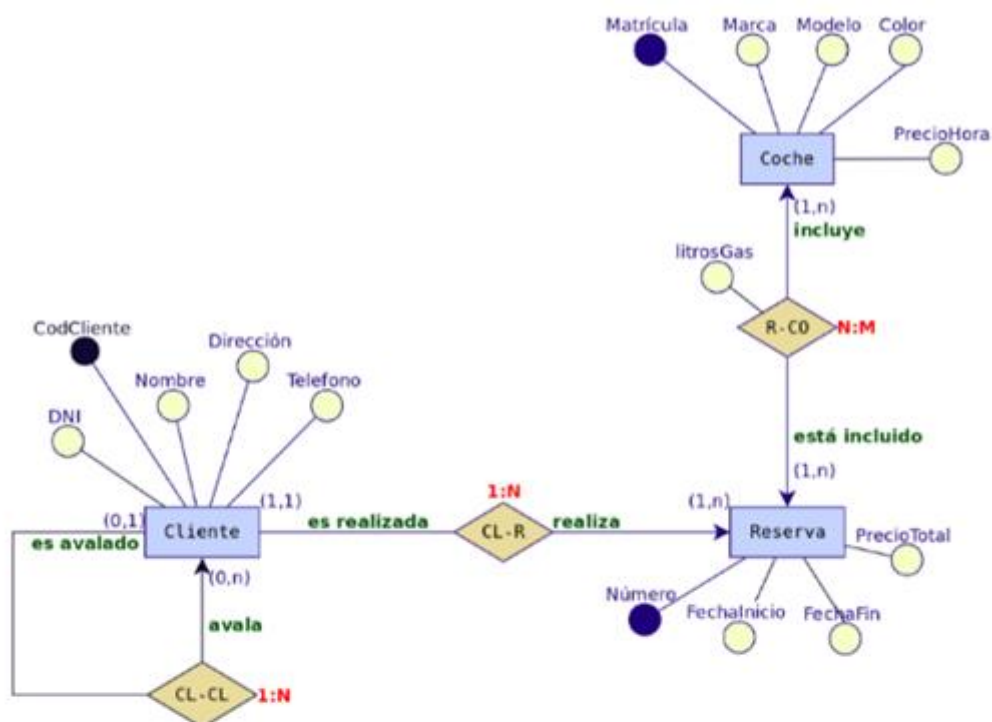 Matrícula
Marca
Modelo
Color
PrecioHora
Coche
(1,n)
incluye
litrosGas
R-CO
N:M
está incluido
(1,n)
CodCliente
Dirección
Nombre
Telefono
DNI
(0,1)
Cliente
(1,1)
es avalado
(0,n)
avala
CL-CL
1:N
es realizada
1:N
CL-R
realiza
(1,n)
Reserva
PrecioTotal
Número
FechaInicio
FechaFin